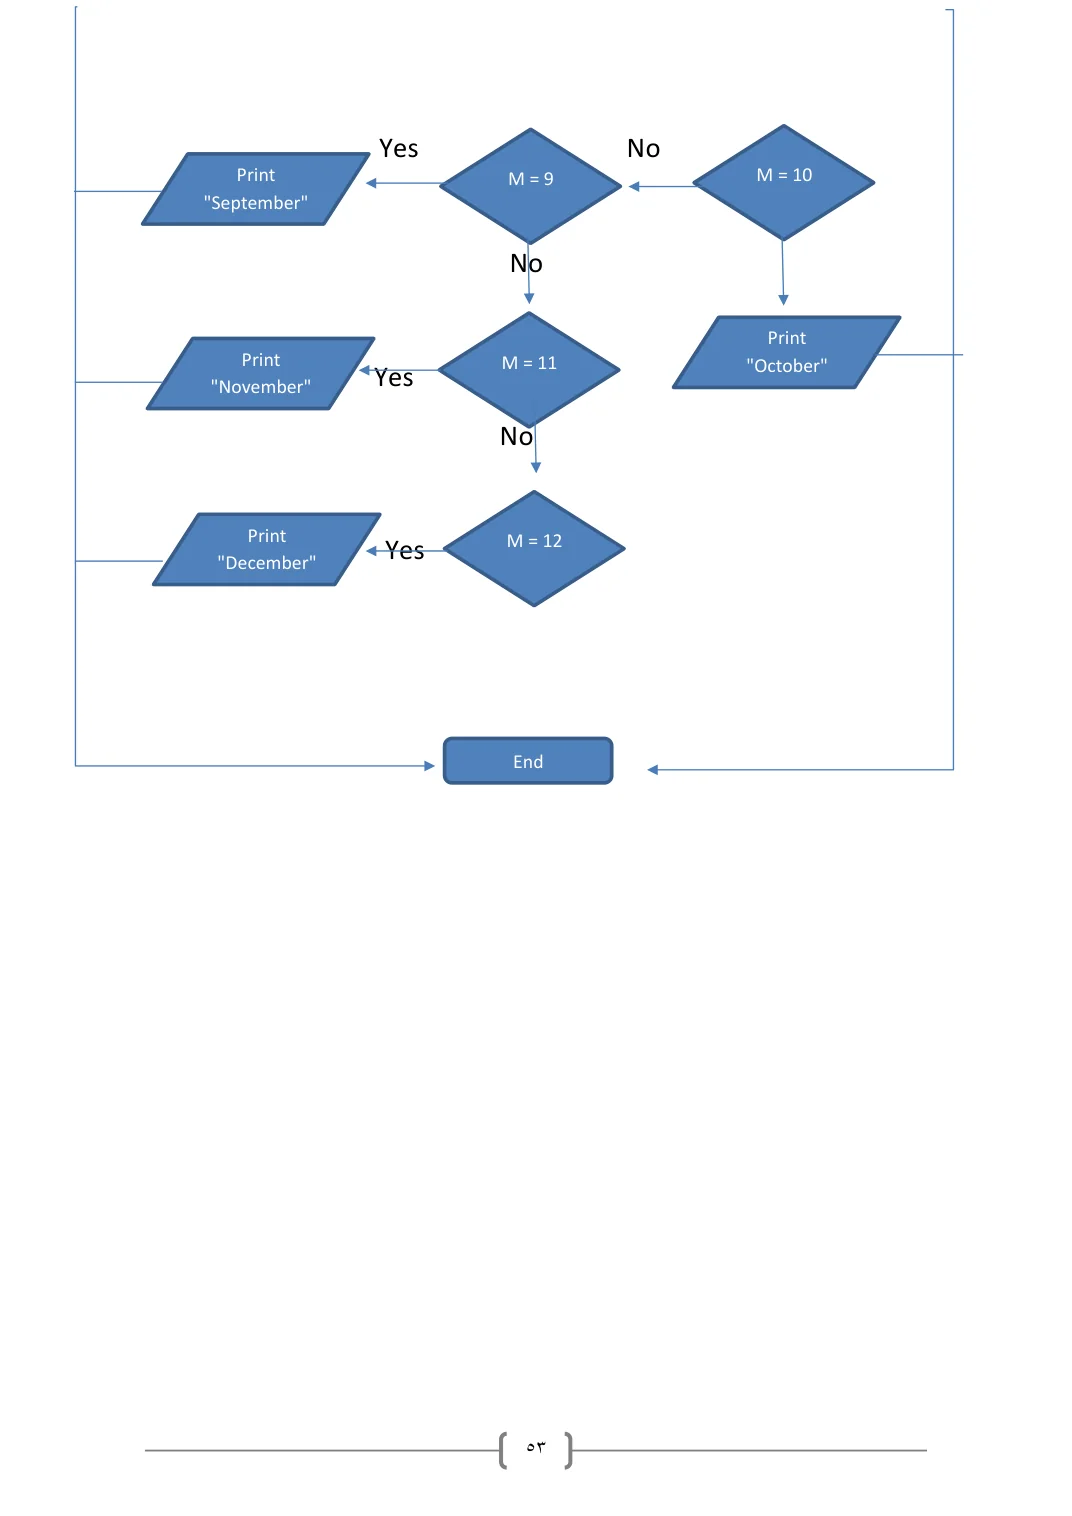 Yes
No
Print
"September"
M = 9
M = 10
No
Print
"October"
Print
"November"
Yes
M = 11
No
Print
"December"
Yes
M = 12
End
٥٣